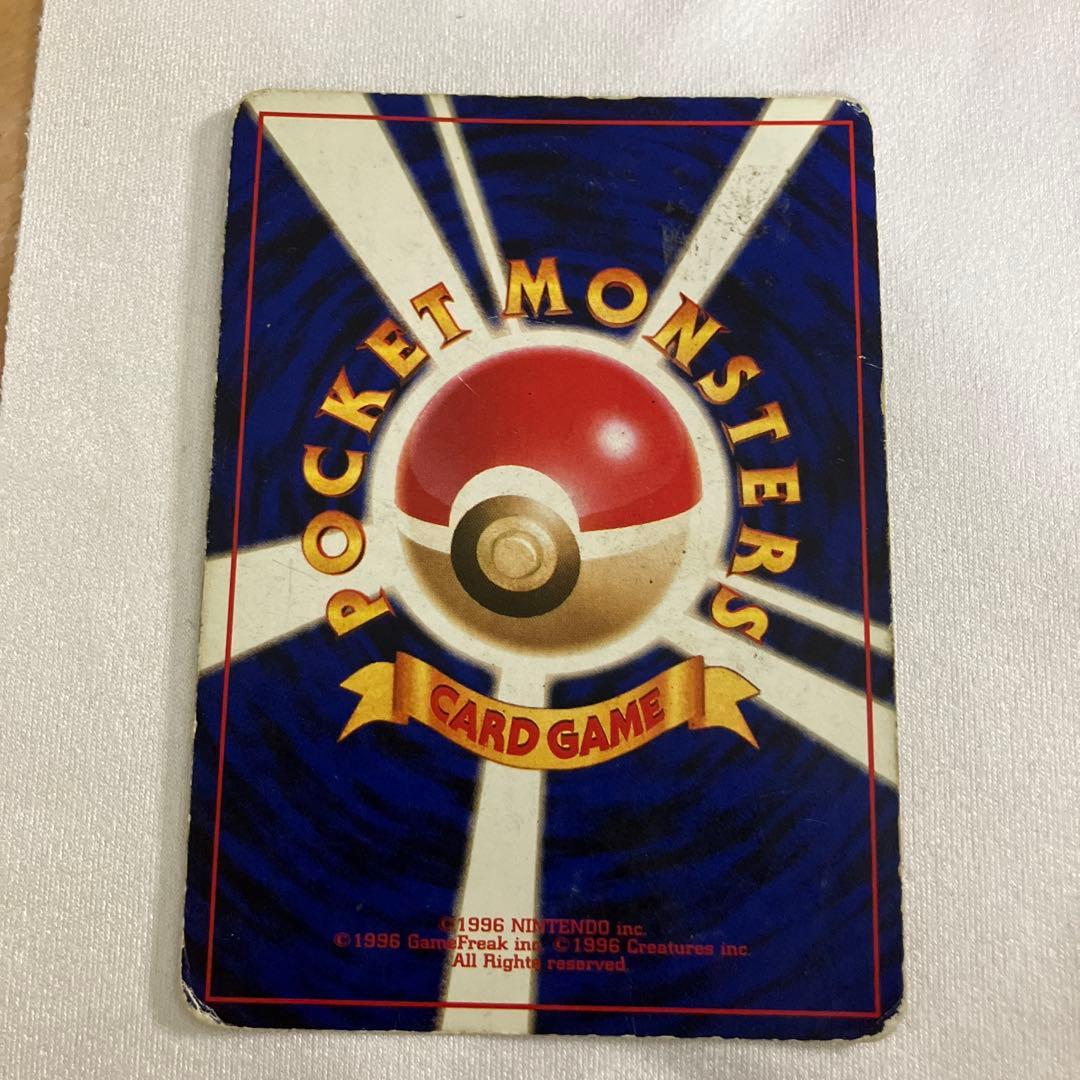 POCKET MONSTERS
CARD GAME
©1996 NINTENDO inc.
©1996 GameFreak inc. ©1996 Creatures inc.
All Rights reserved.